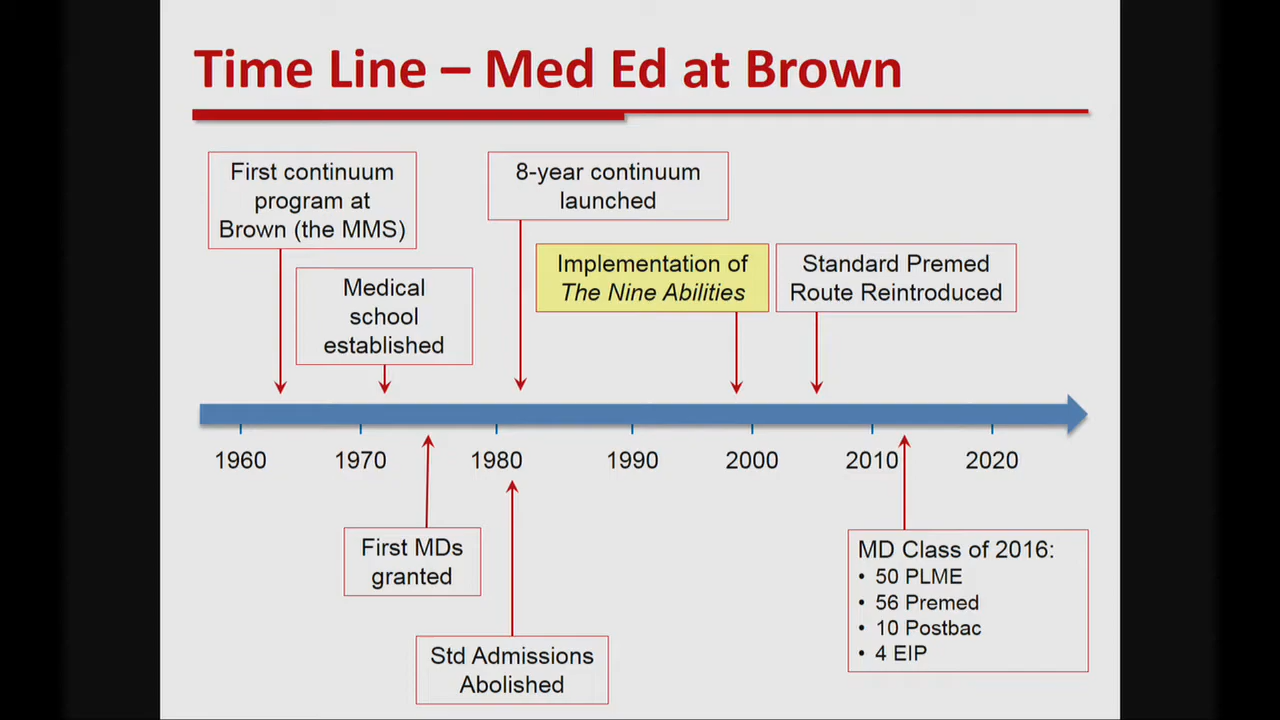 Time Line – Med Ed at Brown
First continuum
program at
Brown (the MMS)
8-year continuum
launched
Implementation of
The Nine Abilities
Standard Premed
Route Reintroduced
Medical
school
established
1960
1970
1980
1990
2000
2010
2020
First MDs
granted
Std Admissions
Abolished
MD Class of 2016:
• 50 PLME
• 56 Premed
• 10 Postbac
• 4 EIP